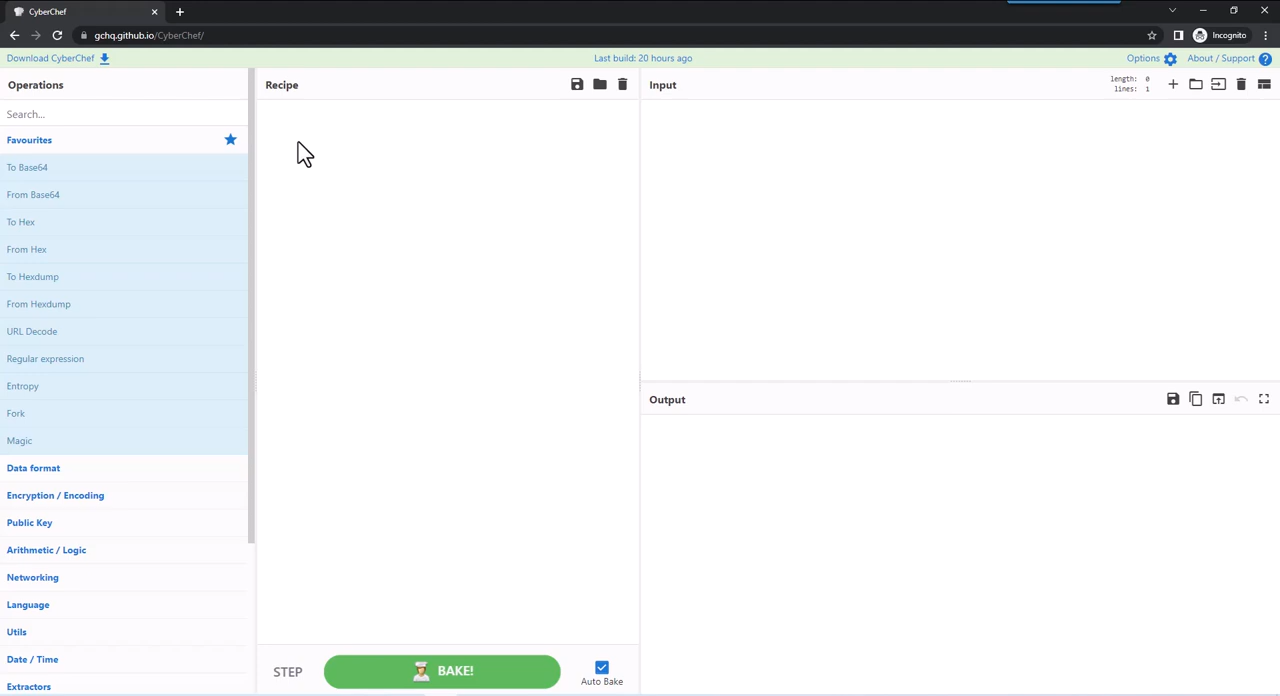 CyberChef
gchq.github.io/CyberChef/
Incognito
Download CyberChef
Last build: 20 hours ago
Options
About / Support
Operations
Search...
Favourites
To Base64
From Base64
To Hex
From Hex
To Hexdump
From Hexdump
URL Decode
Regular expression
Entropy
Fork
Magic
Data format
Encryption / Encoding
Public Key
Arithmetic / Logic
Networking
Language
Utils
Date / Time
Extractors
Recipe
STEP
BAKE!
Auto Bake
Input
length: 0
lines: 1
Output